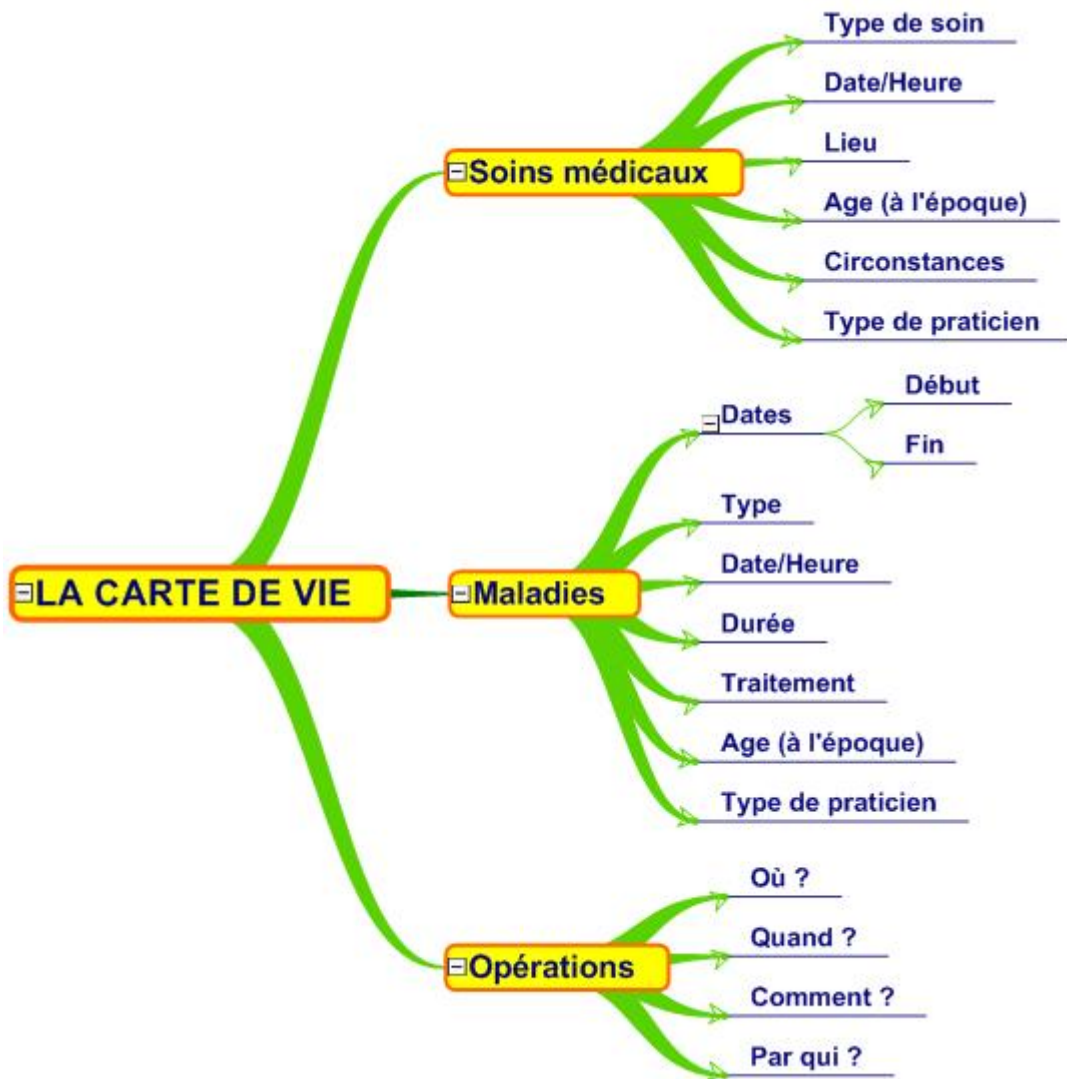 LA CARTE DE VIE
Soins médicaux
Type de soin
Date/Heure
Lieu
Age (à l'époque)
Circonstances
Type de praticien
Maladies
Dates
Début
Fin
Type
Date/Heure
Durée
Traitement
Age (à l'époque)
Type de praticien
Opérations
Où ?
Quand ?
Comment ?
Par qui ?